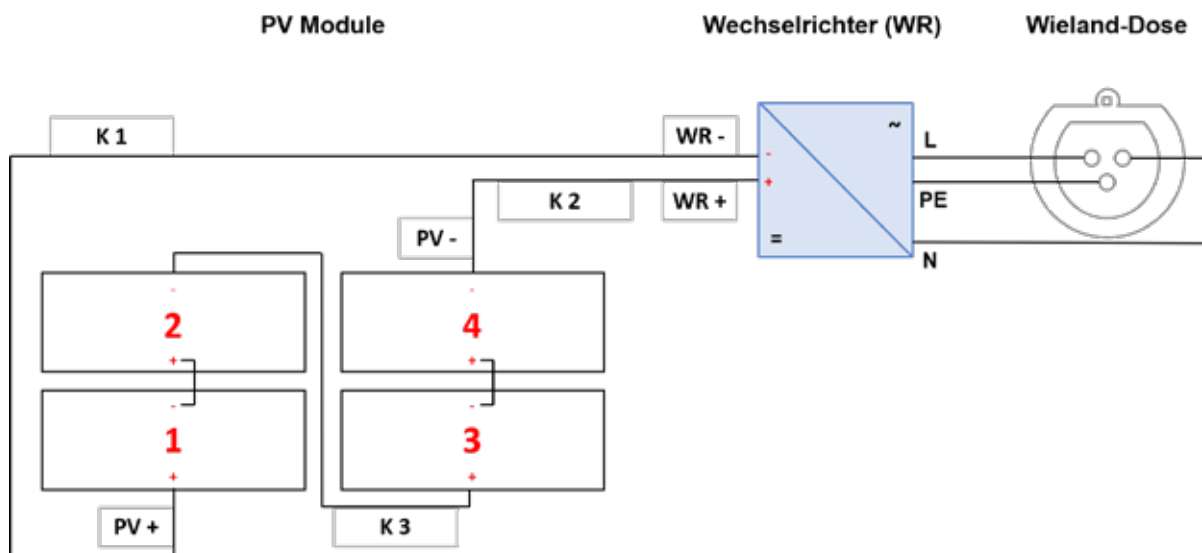 PV Module Wechselrichter (WR) Wieland-Dose
K 1 WR - ~ L
- 
K 2 WR + + PE
PV - = N
- -
2 4
+ +
- -
1 3
+ +
PV + K 3